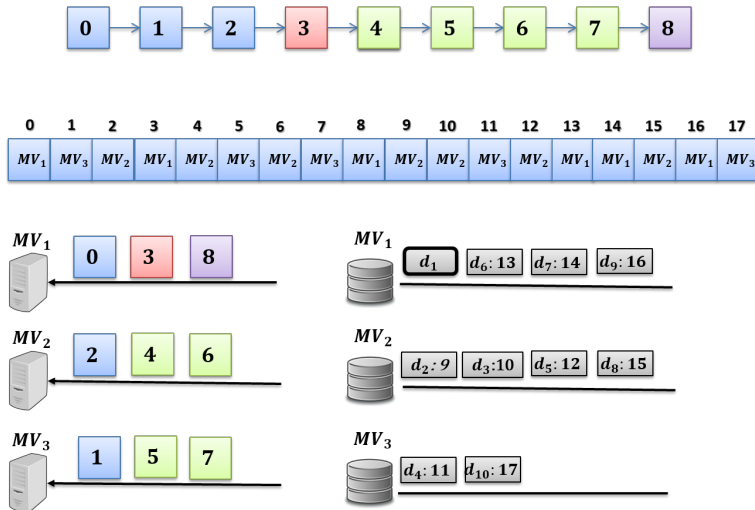 0 1 2 3 4 5 6 7 8
0 1 2 3 4 5 6 7 8 9 10 11 12 13 14 15 16 17
MV₁ MV₃ MV₂ MV₁ MV₂ MV₃ MV₂ MV₃ MV₁ MV₂ MV₂ MV₃ MV₂ MV₁ MV₁ MV₂ MV₁ MV₃
MV₁
0 3 8
MV₁
d₁ d₆: 13 d₇: 14 d₉: 16
MV₂
2 4 6
MV₂
d₂: 9 d₃:10 d₅: 12 d₈: 15
MV₃
1 5 7
MV₃
d₄: 11 d₁₀: 17